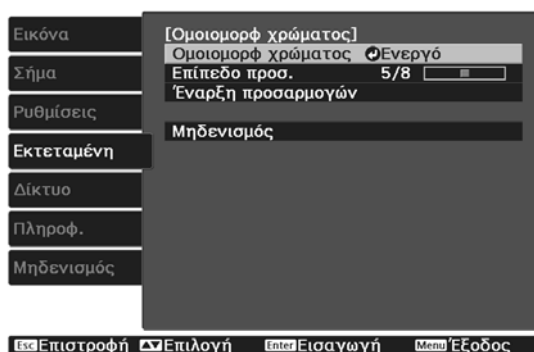 Εικόνα
Σήμα
Ρυθμίσεις
Εκτεταμένη
Δίκτυο
Πληροφ.
Μηδενισμός
[Ομοιομορφ χρώματος]
Ομοιομορφ χρώματος Ενεργό
Επίπεδο προσ. 5/8
Έναρξη προσαρμογών
Μηδενισμός
Esc Επιστροφή Επιλογή Enter Εισαγωγή Menu Έξοδος